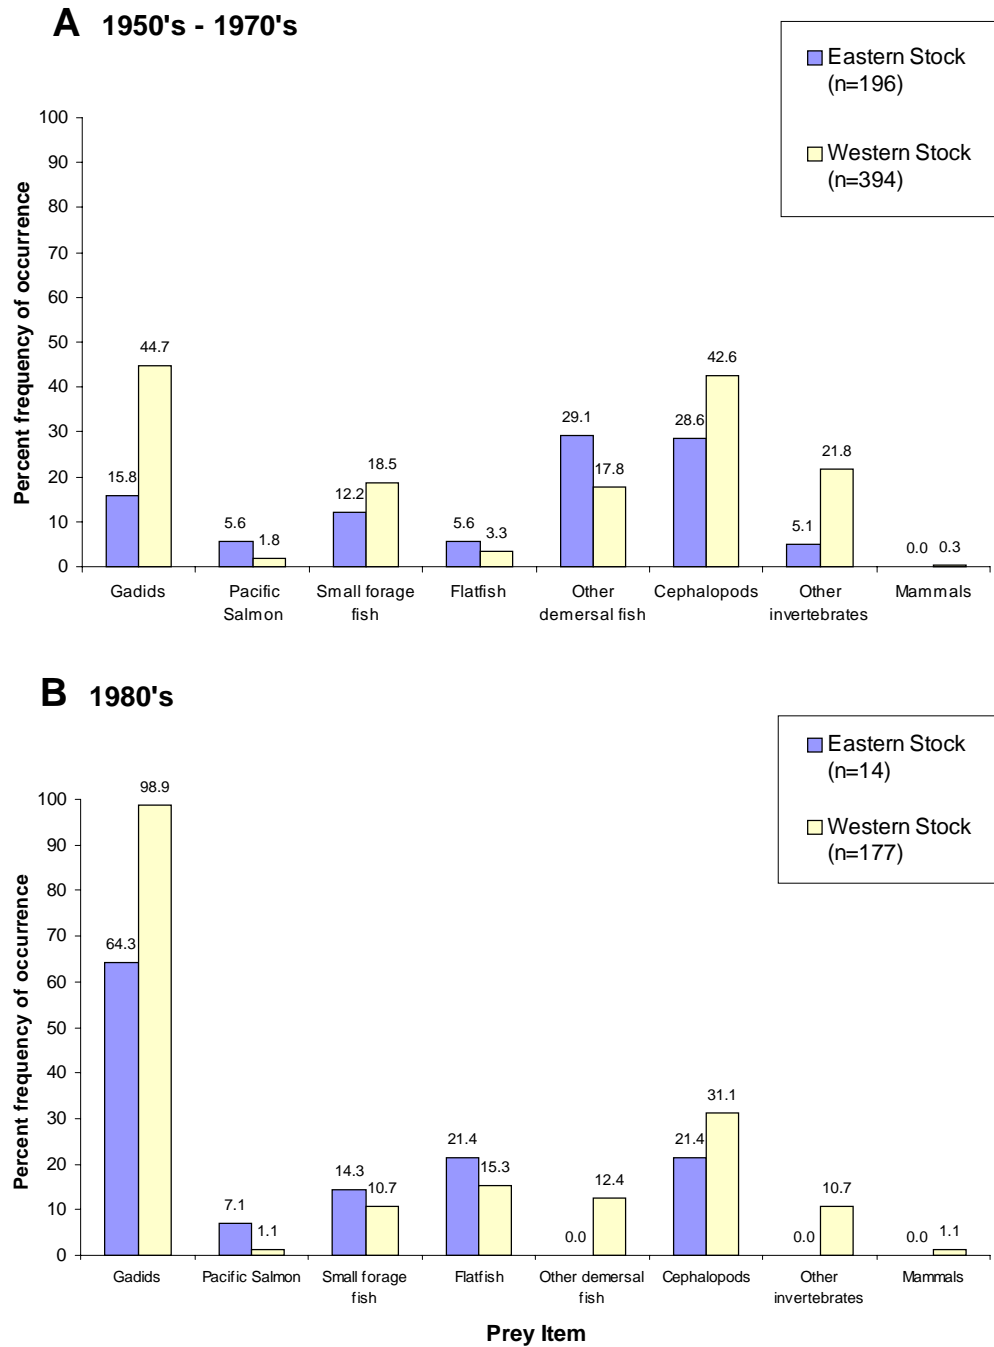 A 1950's - 1970's
Eastern Stock
(n=196)
Western Stock
(n=394)
Percent frequency of occurrence
100
90
80
70
60
50
40
30
20
10
0
15.8
44.7
5.6
1.8
12.2
18.5
5.6
3.3
29.1
17.8
28.6
42.6
5.1
21.8
0.0
0.3
Gadids
Pacific
Salmon
Small forage
fish
Flatfish
Other
demersal fish
Cephalopods
Other
invertebrates
Mammals
B 1980's
Eastern Stock
(n=14)
Western Stock
(n=177)
Percent frequency of occurrence
100
90
80
70
60
50
40
30
20
10
0
64.3
98.9
7.1
1.1
14.3
10.7
21.4
15.3
0.0
12.4
21.4
31.1
0.0
10.7
0.0
1.1
Gadids
Pacific Salmon
Small forage
fish
Flatfish
Other demersal
fish
Cephalopods
Other
invertebrates
Mammals
Prey Item